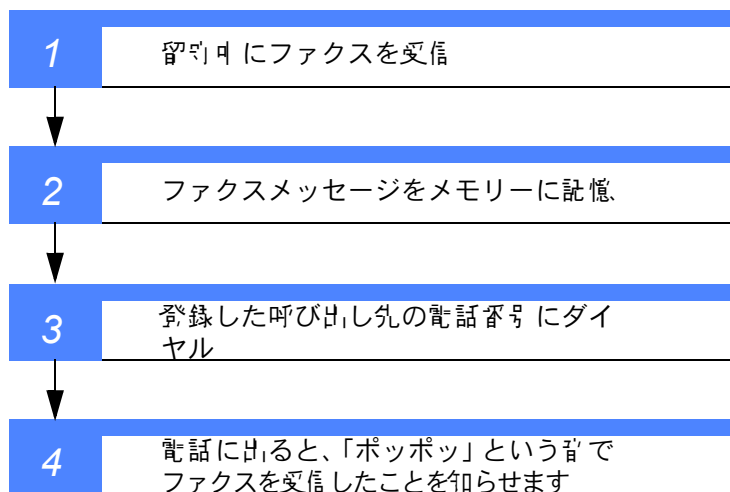 1
留守中にファクスを受信
2
ファクスメッセージをメモリーに記憶
3
登録した呼び出し先の電話番号にダイ
ヤル
4
電話に出ると、「ポッポッ」という音で
ファクスを受信したことを知らせます